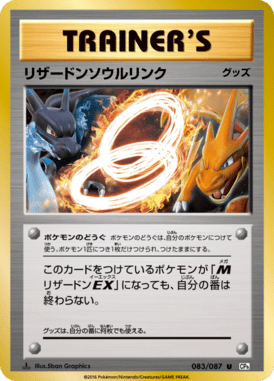 TRAINER'S
リザードンソウルリンク グッズ
●ポケモンのどうぐ ポケモンのどうぐは、自分のポケモンにつけて
使う。ポケモン1匹につき1枚だけつけられ、つけたままにする。
このカードをつけているポケモンが「M
イーエックス
リザードンEX」になっても、自分の番は
終わらない。
グッズは、自分の番に何枚でも使える。
Illus.5ban Graphics
083/087 U CP6
©2016 Pokémon/Nintendo/Creatures/GAME FREAK.